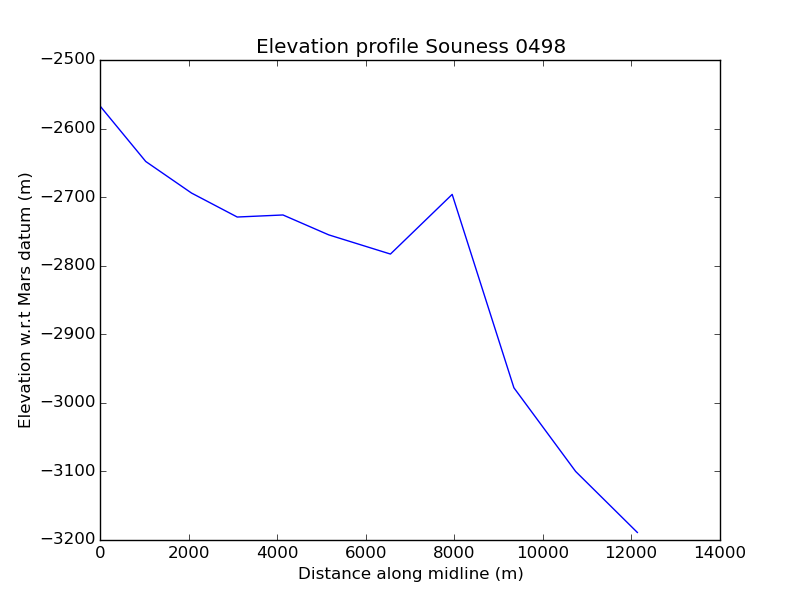 Elevation profile Souness 0498
Elevation w.r.t Mars datum (m)
−2500
−2600
−2700
−2800
−2900
−3000
−3100
−3200
0 2000 4000 6000 8000 10000 12000 14000
Distance along midline (m)